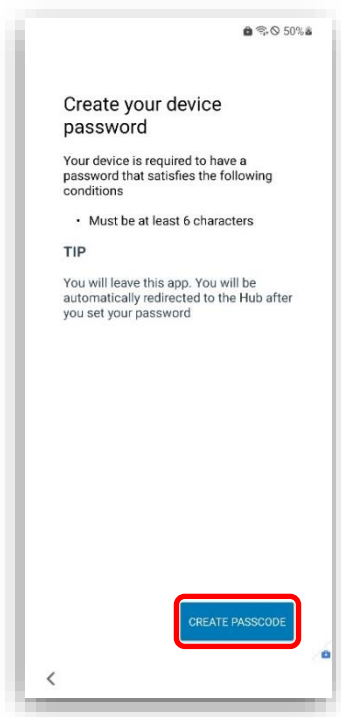 50%
Create your device
password
Your device is required to have a
password that satisfies the following
conditions
• Must be at least 6 characters
TIP
You will leave this app. You will be
automatically redirected to the Hub after
you set your password
CREATE PASSCODE